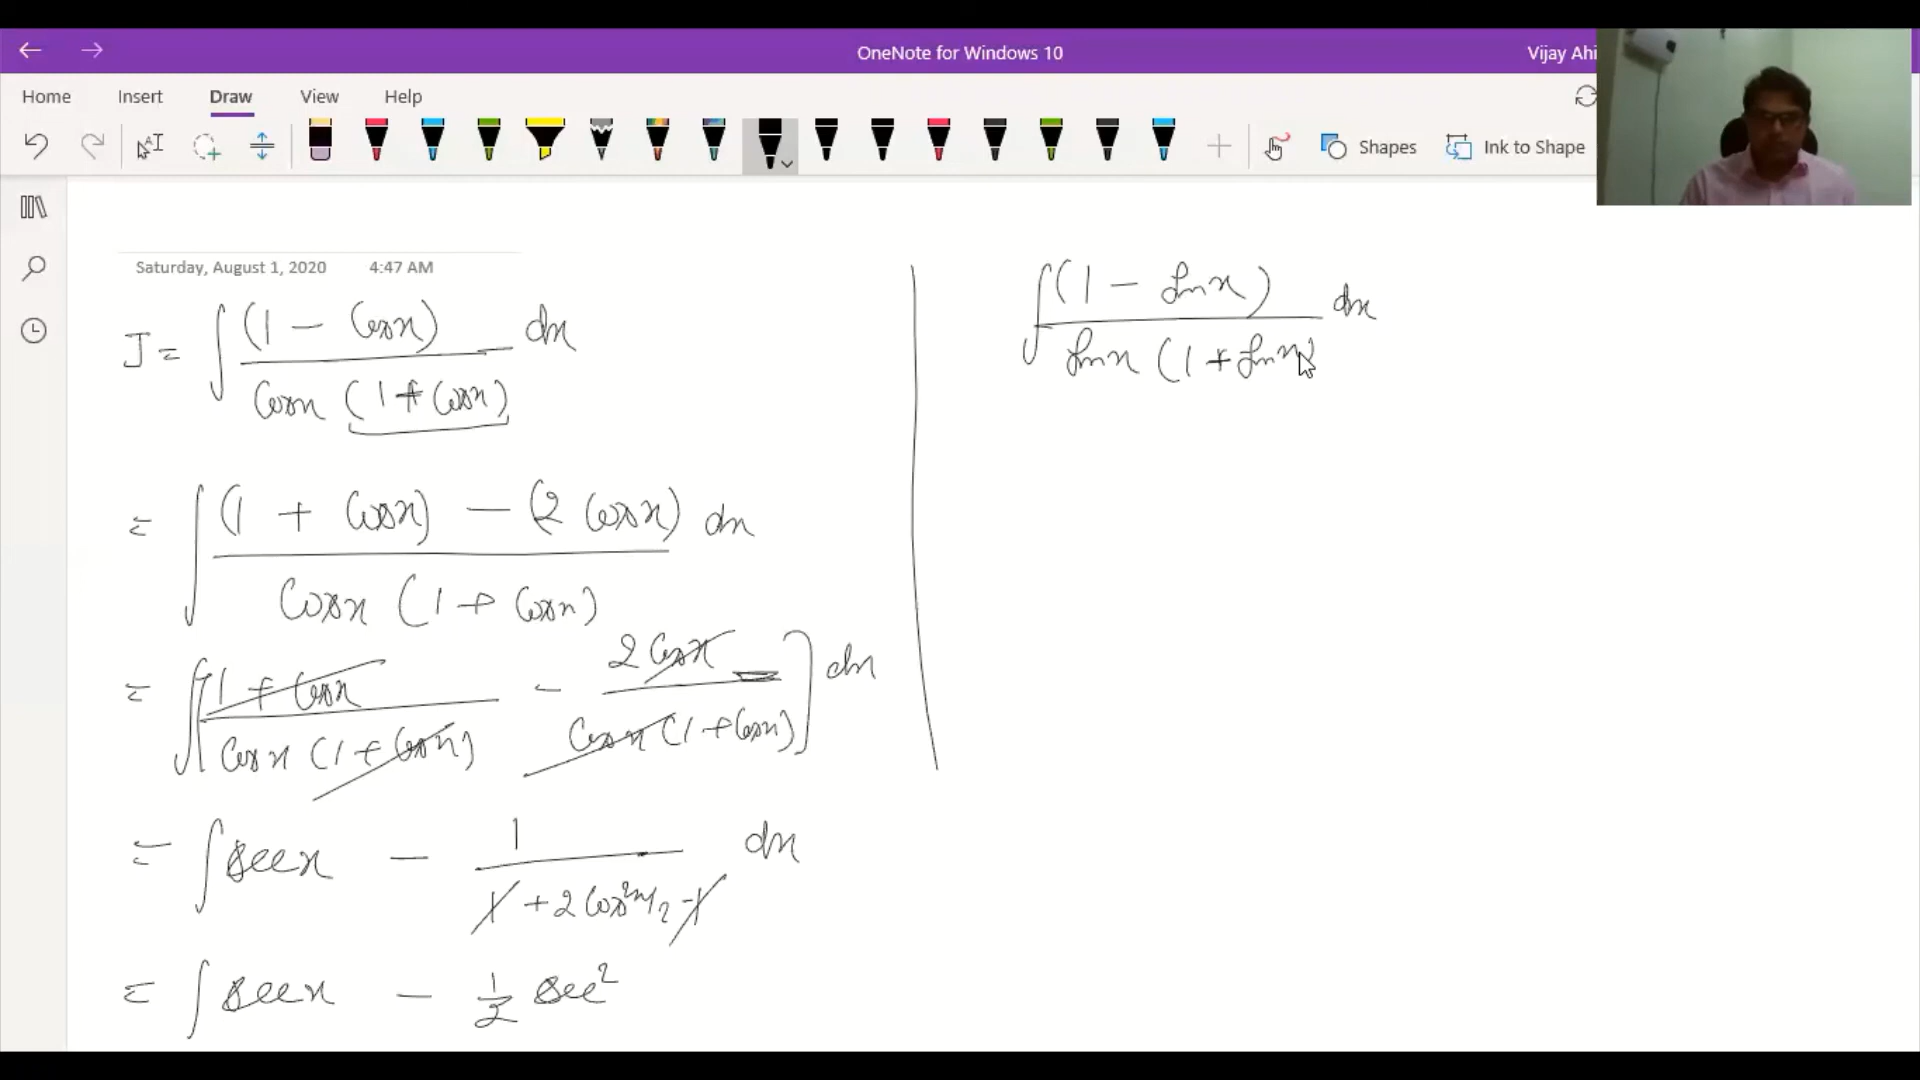 OneNote for Windows 10
Vijay Ahi
Home Insert Draw View Help
Shapes Ink to Shape
Saturday, August 1, 2020 4:47 AM
J = ∫ (1 - Cosx) / Cosx (1 + Cosx) dx
= ∫ (1 + Cosx) - (2 Cosx) / Cosx (1 + Cosx) dx
= ∫ [ 1 + Cosx / Cosx (1 + Cosx) - 2 Cosx / Cosx (1 + Cosx) ] dx
= ∫ secx - 1 / 1 + 2 Cos² x/2 - 1 dx
= ∫ secx - 1/2 sec²
∫ (1 - Sinx) / Sinx (1 + Sinx) dx